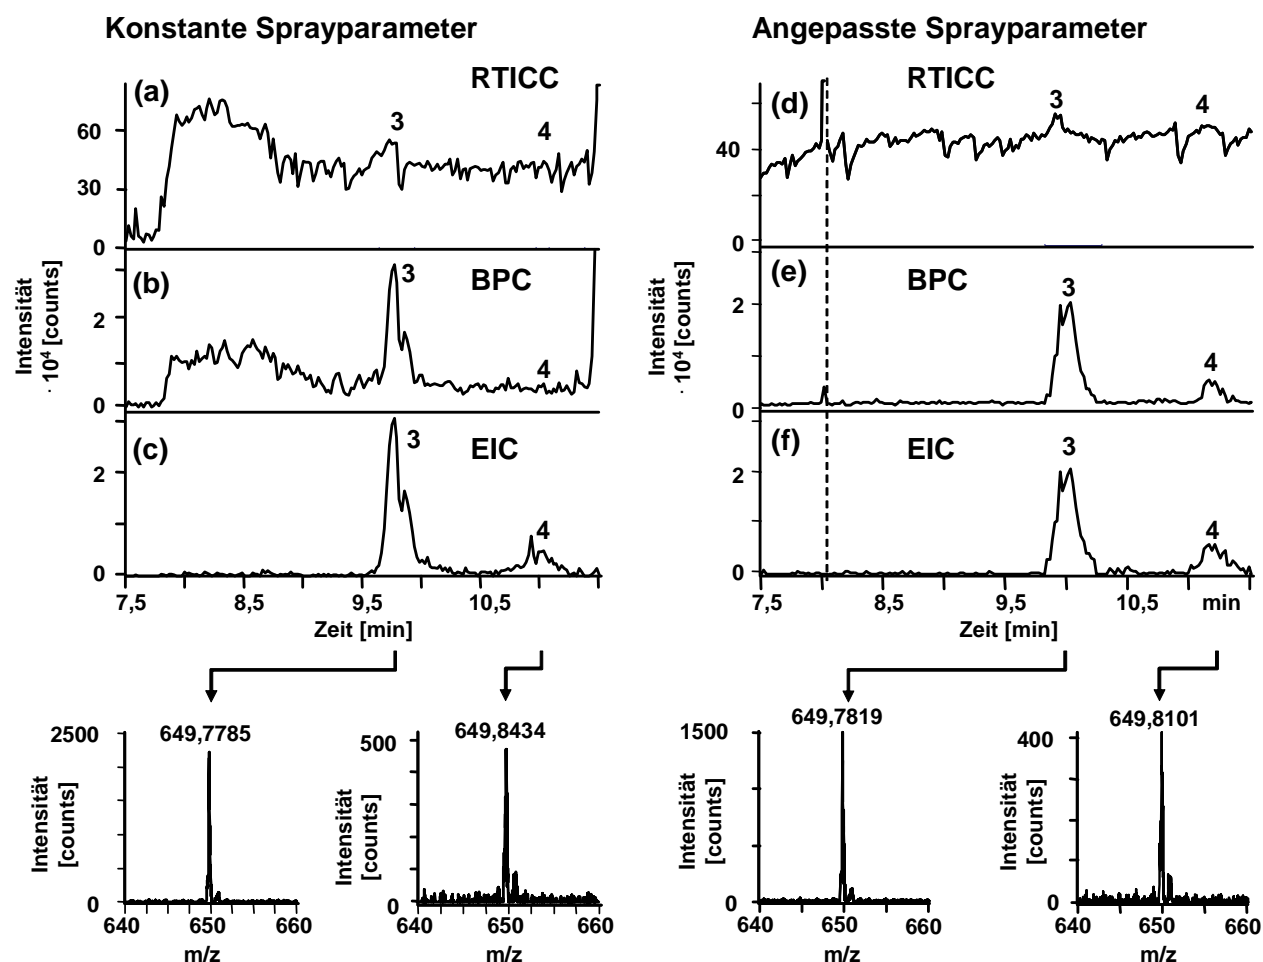 Konstante Sprayparameter
Angepasste Sprayparameter
(a)
RTICC
3
4
60
30
0
(b)
BPC
3
4
2
0
Intensität
· 10⁴ [counts]
(c)
EIC
3
4
2
0
7,5
8,5
9,5
10,5
Zeit [min]
(d)
RTICC
3
4
40
0
(e)
BPC
3
4
2
0
Intensität
· 10⁴ [counts]
(f)
EIC
3
4
2
0
7,5
8,5
9,5
10,5
min
Zeit [min]
2500
649,7785
Intensität
[counts]
0
640
650
660
m/z
500
649,8434
Intensität
[counts]
0
640
650
660
m/z
1500
649,7819
Intensität
[counts]
0
640
650
660
m/z
400
649,8101
Intensität
[counts]
0
640
650
660
m/z